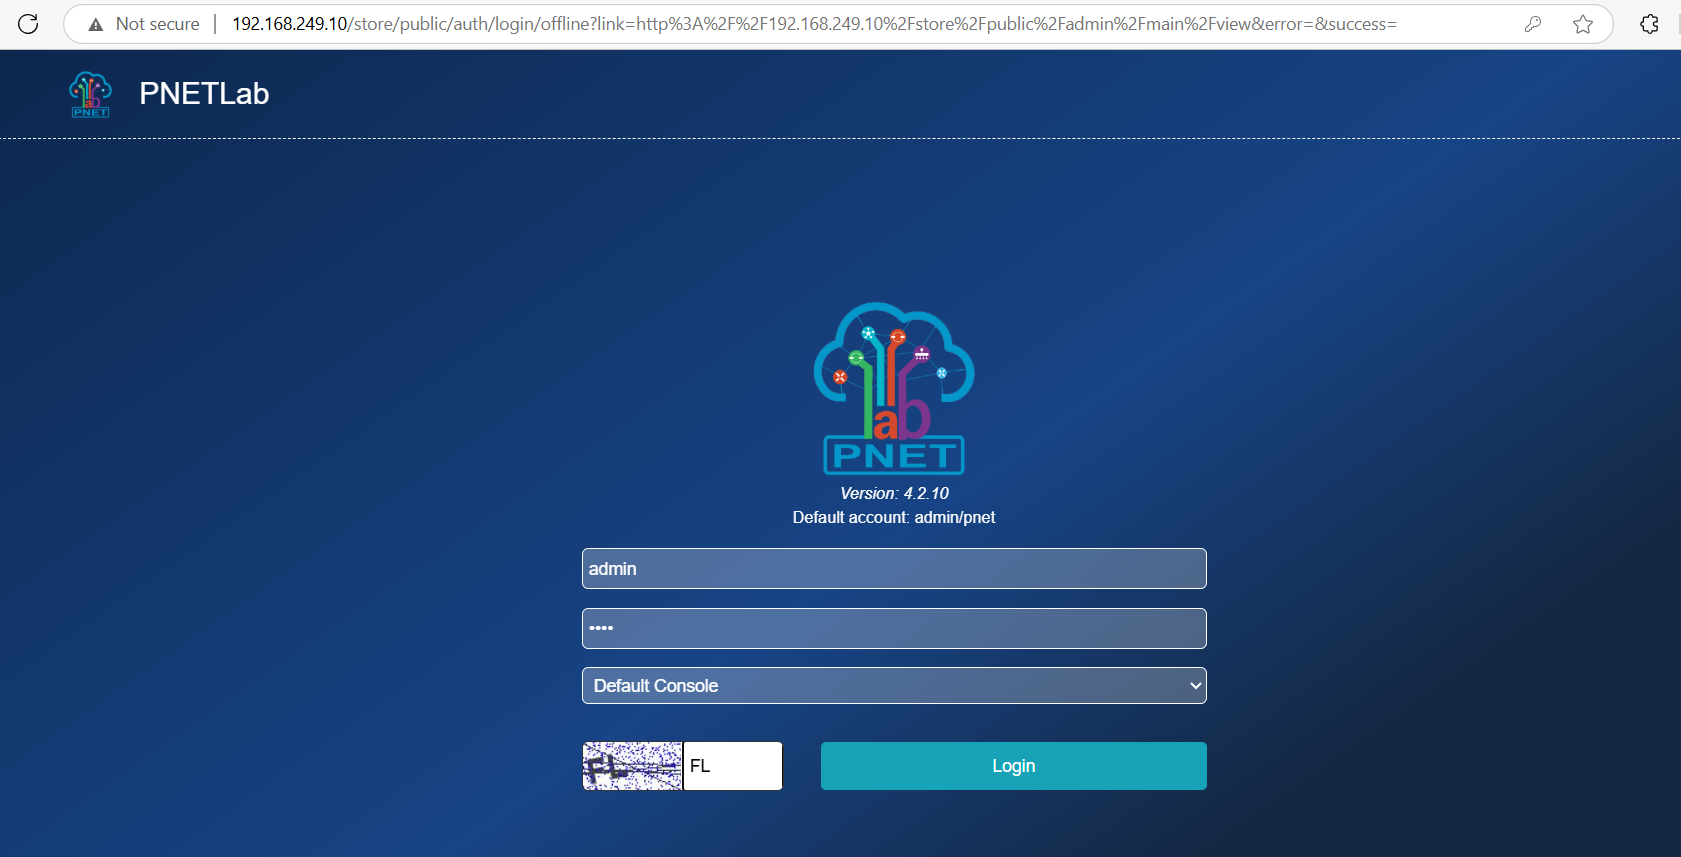 Not secure
192.168.249.10/store/public/auth/login/offline?link=http%3A%2F%2F192.168.249.10%2Fstore%2Fpublic%2Fadmin%2Fmain%2Fview&error=&success=
lab
PNET
PNETLab
lab
PNET
Version: 4.2.10
Default account: admin/pnet
admin
••••
Default Console
FL
FL
Login